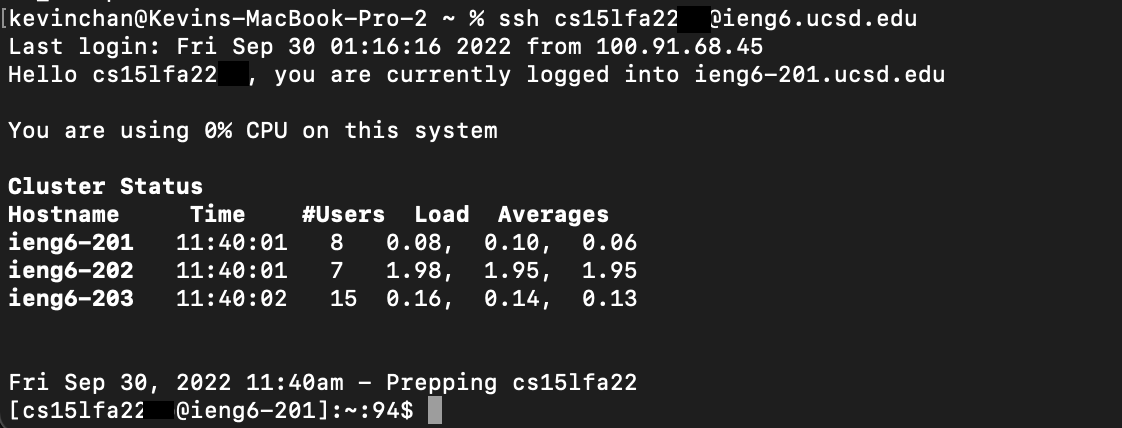 [kevinchan@Kevins-MacBook-Pro-2 ~ % ssh cs15lfa22@ieng6.ucsd.edu
Last login: Fri Sep 30 01:16:16 2022 from 100.91.68.45
Hello cs15lfa22, you are currently logged into ieng6-201.ucsd.edu
You are using 0% CPU on this system
Cluster Status
Hostname Time #Users Load Averages
ieng6-201 11:40:01 8 0.08, 0.10, 0.06
ieng6-202 11:40:01 7 1.98, 1.95, 1.95
ieng6-203 11:40:02 15 0.16, 0.14, 0.13
Fri Sep 30, 2022 11:40am - Prepping cs15lfa22
[cs15lfa22@ieng6-201]:~:94$